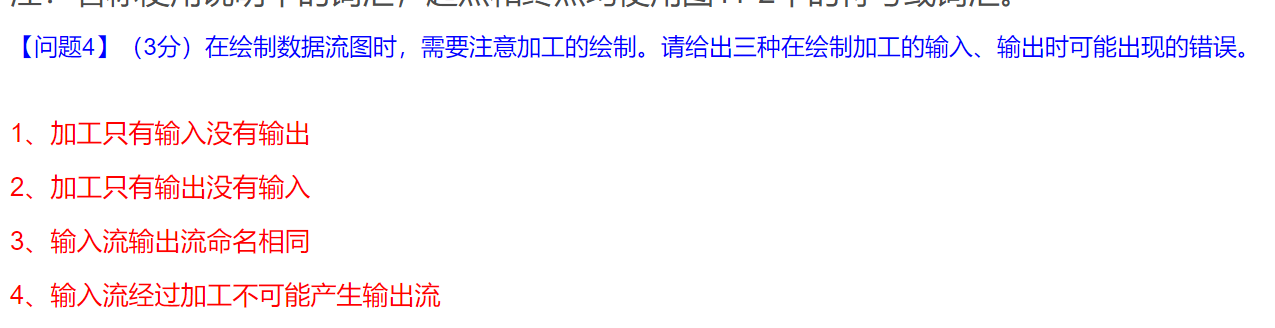 【问题4】（3分）在绘制数据流图时，需要注意加工的绘制。请给出三种在绘制加工的输入、输出时可能出现的错误。
1、加工只有输入没有输出
2、加工只有输出没有输入
3、输入流输出流命名相同
4、输入流经过加工不可能产生输出流